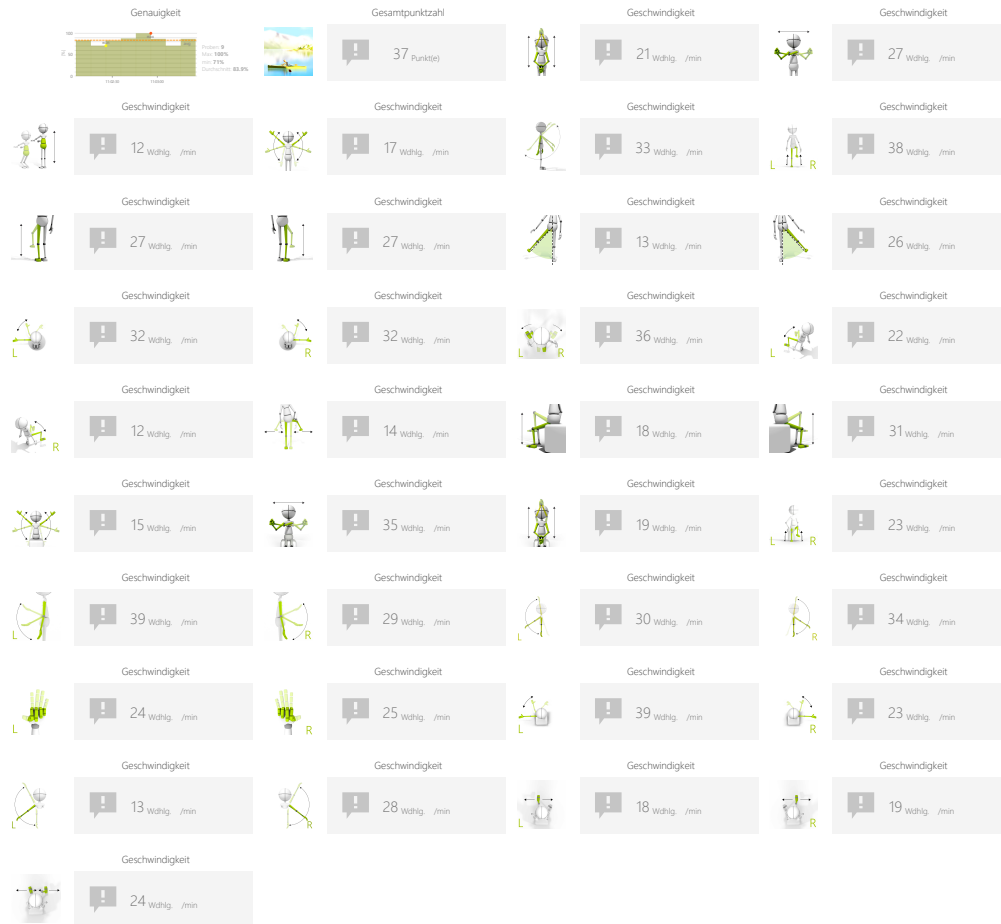 Genauigkeit
Gesamtpunktzahl
Geschwindigkeit
Geschwindigkeit
100
50
0
Proben: 9
Max: 100%
min: 71%
Durchschnitt: 83.9%
37 Punkt(e)
21 Wdhlg. /min
27 Wdhlg. /min
Geschwindigkeit
Geschwindigkeit
Geschwindigkeit
Geschwindigkeit
12 Wdhlg. /min
17 Wdhlg. /min
33 Wdhlg. /min
L R
38 Wdhlg. /min
Geschwindigkeit
Geschwindigkeit
Geschwindigkeit
Geschwindigkeit
27 Wdhlg. /min
27 Wdhlg. /min
13 Wdhlg. /min
26 Wdhlg. /min
Geschwindigkeit
Geschwindigkeit
Geschwindigkeit
Geschwindigkeit
L
32 Wdhlg. /min
R
32 Wdhlg. /min
L R
36 Wdhlg. /min
L
22 Wdhlg. /min
Geschwindigkeit
Geschwindigkeit
Geschwindigkeit
Geschwindigkeit
R
12 Wdhlg. /min
14 Wdhlg. /min
18 Wdhlg. /min
31 Wdhlg. /min
Geschwindigkeit
Geschwindigkeit
Geschwindigkeit
Geschwindigkeit
15 Wdhlg. /min
35 Wdhlg. /min
19 Wdhlg. /min
L R
23 Wdhlg. /min
Geschwindigkeit
Geschwindigkeit
Geschwindigkeit
Geschwindigkeit
L
39 Wdhlg. /min
R
29 Wdhlg. /min
L
30 Wdhlg. /min
R
34 Wdhlg. /min
Geschwindigkeit
Geschwindigkeit
Geschwindigkeit
Geschwindigkeit
L
24 Wdhlg. /min
R
25 Wdhlg. /min
L
39 Wdhlg. /min
R
23 Wdhlg. /min
Geschwindigkeit
Geschwindigkeit
Geschwindigkeit
Geschwindigkeit
L
13 Wdhlg. /min
R
28 Wdhlg. /min
L R
18 Wdhlg. /min
L R
19 Wdhlg. /min
Geschwindigkeit
24 Wdhlg. /min